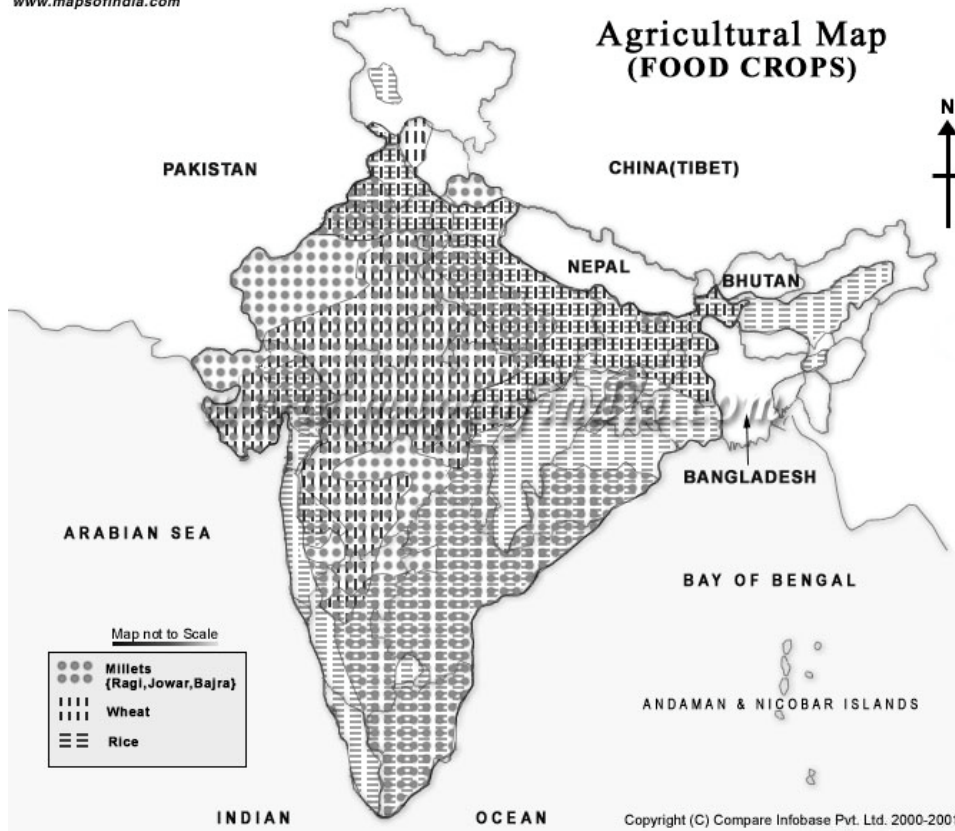 www.mapsofindia.com
Agricultural Map
(FOOD CROPS)
N
PAKISTAN
CHINA(TIBET)
NEPAL
BHUTAN
BANGLADESH
ARABIAN SEA
BAY OF BENGAL
Map not to Scale
Millets
{Ragi,Jowar,Bajra}
Wheat
Rice
ANDAMAN & NICOBAR ISLANDS
INDIAN OCEAN
Copyright (C) Compare Infobase Pvt. Ltd. 2000-2001